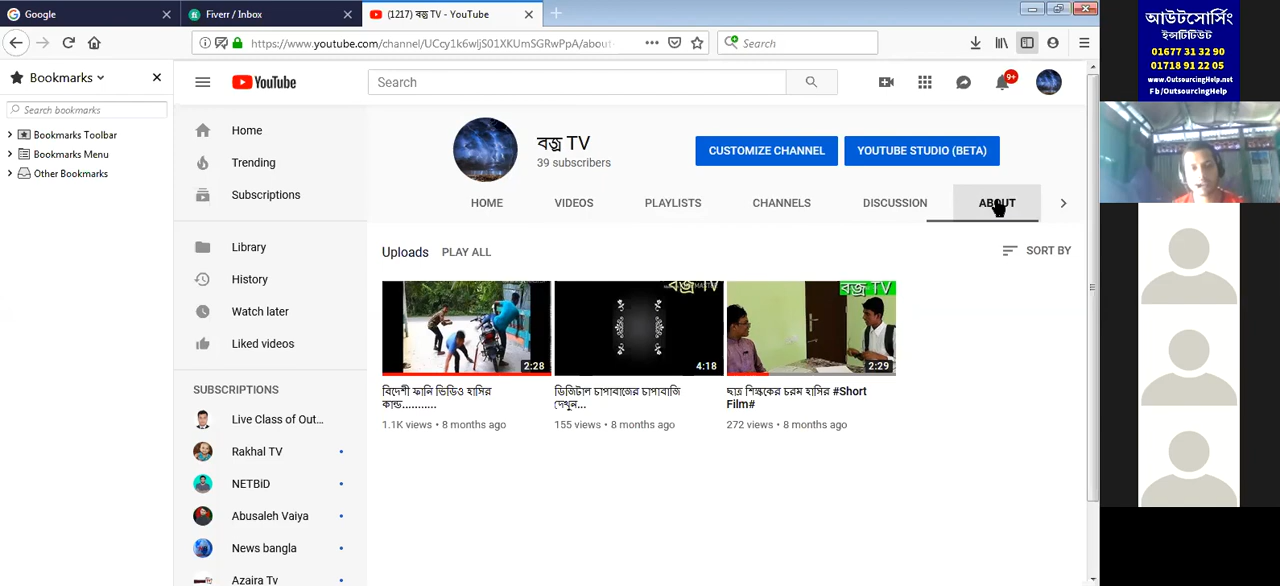 Google
Fiverr / Inbox
(1217) বজ্র TV - YouTube
https://www.youtube.com/channel/UCcy1k6wIjS01XKUmSGRwPpA/about
Search
Bookmarks
Search bookmarks
Bookmarks Toolbar
Bookmarks Menu
Other Bookmarks
YouTube
Search
9+
Home
Trending
Subscriptions
Library
History
Watch later
Liked videos
SUBSCRIPTIONS
Live Class of Out...
Rakhal TV
NETBiD
Abusaleh Vaiya
News bangla
Azaira Tv
বজ্র TV
39 subscribers
CUSTOMIZE CHANNEL
YOUTUBE STUDIO (BETA)
HOME
VIDEOS
PLAYLISTS
CHANNELS
DISCUSSION
ABOUT
Uploads
PLAY ALL
SORT BY
2:28
বজ্র TV
4:18
বজ্র TV
2:29
বিদেশী ফানি ভিডিও হাসির
কান্ড...........
1.1K views • 8 months ago
ডিজিটাল চাপাবাজের চাপাবাজি
দেখুন...
155 views • 8 months ago
ছাত্র শিক্ষকের চরম হাসির #Short
Film#
272 views • 8 months ago
আউটসোর্সিং
ইন্সটিটিউট
01677 31 32 90
01718 91 22 05
www.OutsourcingHelp.net
Fb/OutsourcingHelp